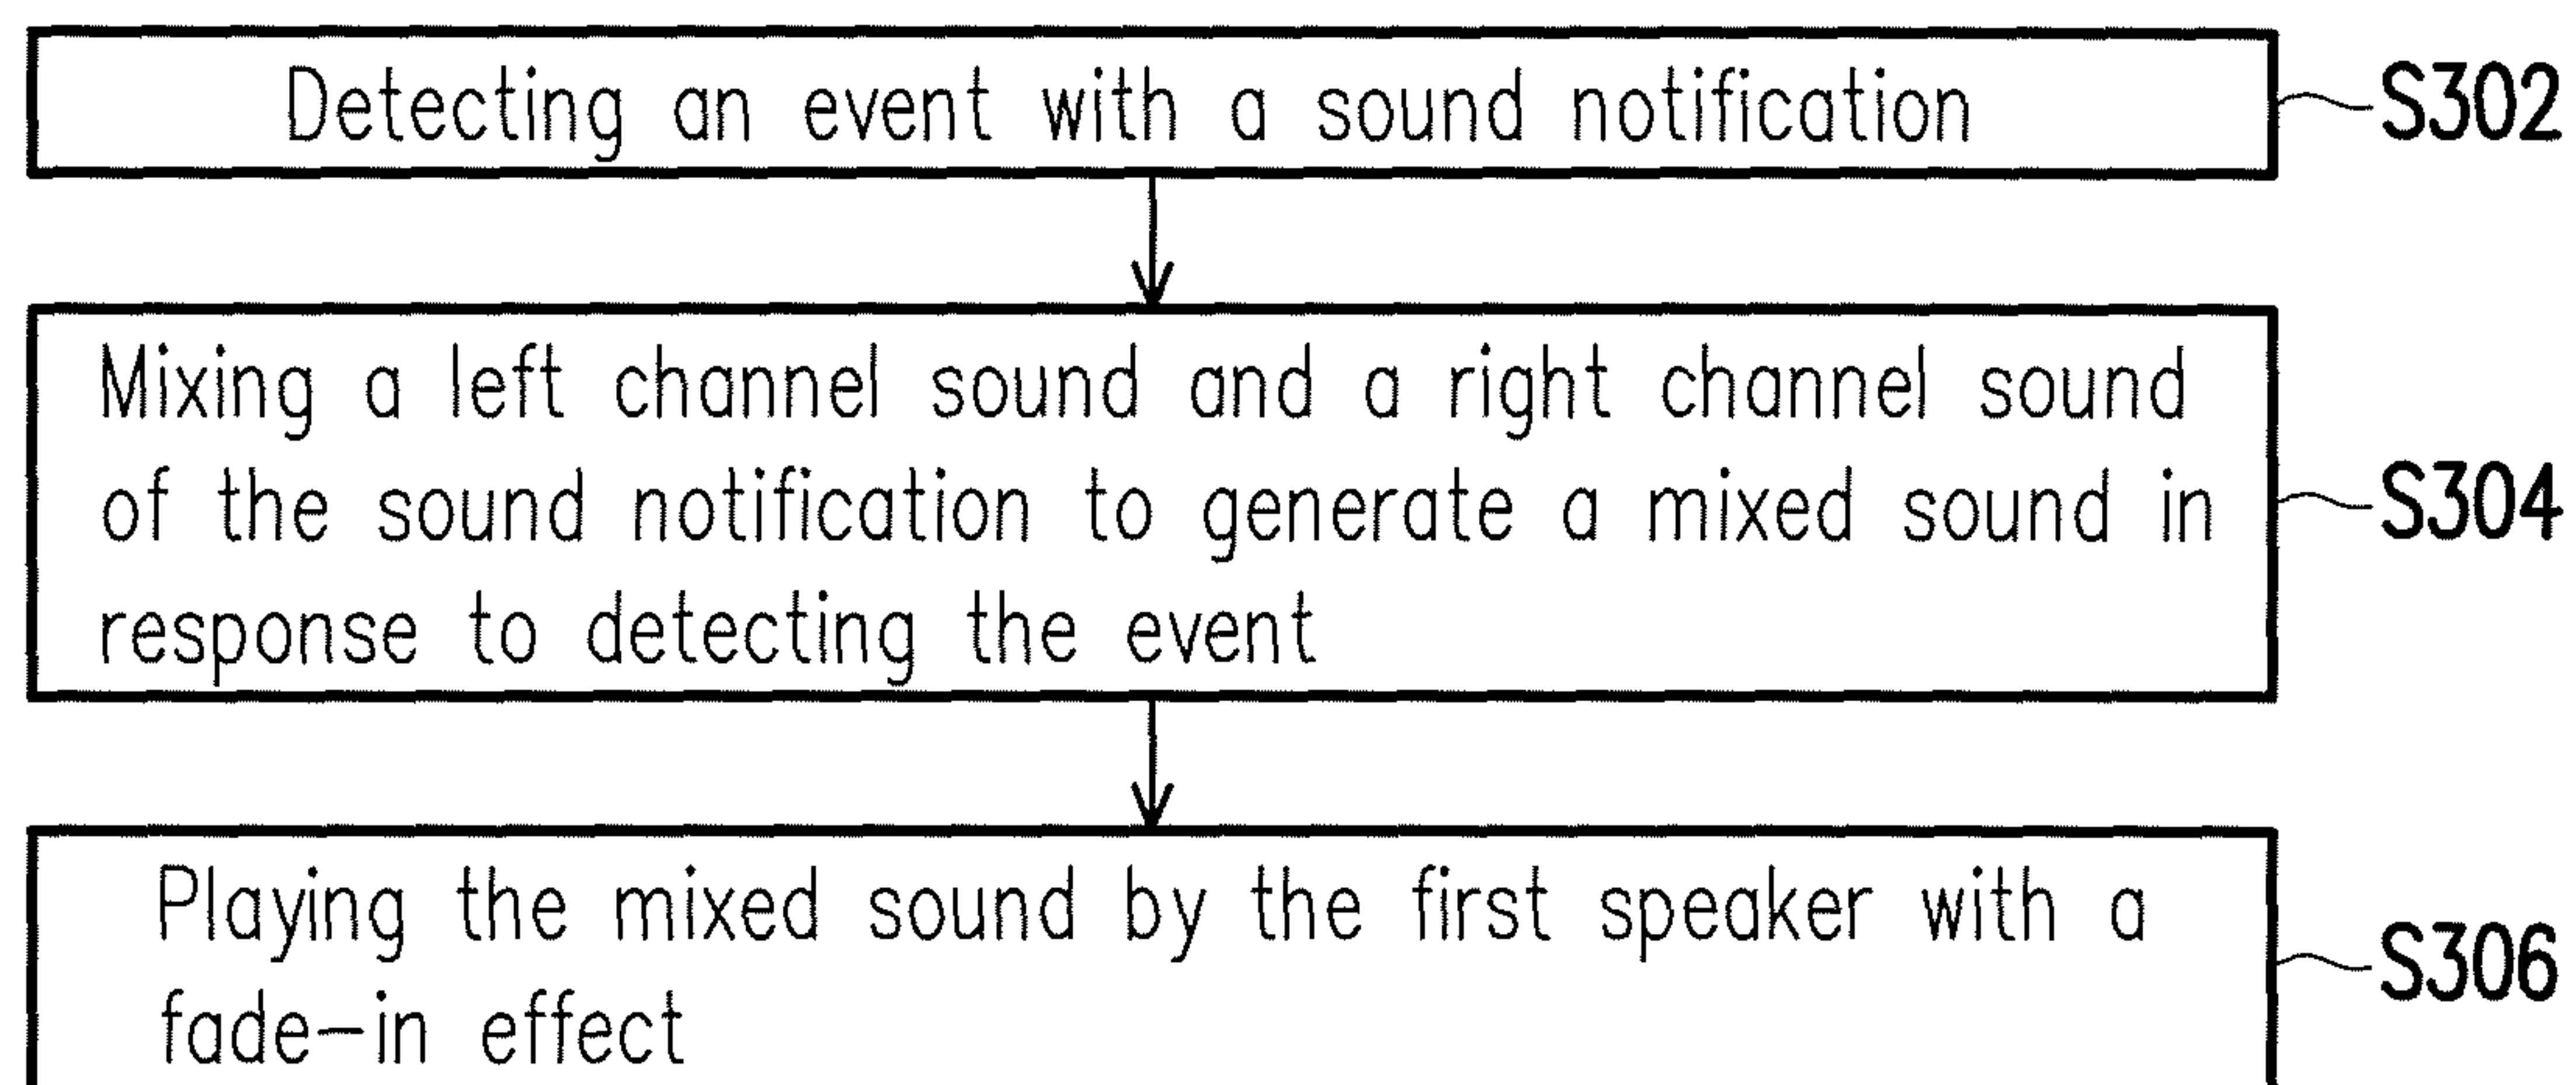 Detecting an event with a sound notification
S302
Mixing a left channel sound and a right channel sound
of the sound notification to generate a mixed sound in
response to detecting the event
S304
Playing the mixed sound by the first speaker with a
fade-in effect
S306